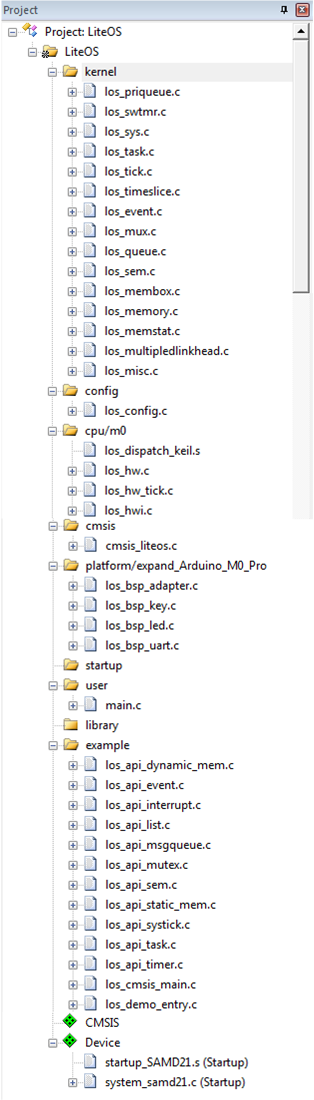 Project
Project: LiteOS
LiteOS
kernel
los_priqueue.c
los_swtmr.c
los_sys.c
los_task.c
los_tick.c
los_timeslice.c
los_event.c
los_mux.c
los_queue.c
los_sem.c
los_membox.c
los_memory.c
los_memstat.c
los_multipledlinkhead.c
los_misc.c
config
los_config.c
cpu/m0
los_dispatch_keil.s
los_hw.c
los_hw_tick.c
los_hwi.c
cmsis
cmsis_liteos.c
platform/expand_Arduino_M0_Pro
los_bsp_adapter.c
los_bsp_key.c
los_bsp_led.c
los_bsp_uart.c
startup
user
main.c
library
example
los_api_dynamic_mem.c
los_api_event.c
los_api_interrupt.c
los_api_list.c
los_api_msgqueue.c
los_api_mutex.c
los_api_sem.c
los_api_static_mem.c
los_api_systick.c
los_api_task.c
los_api_timer.c
los_cmsis_main.c
los_demo_entry.c
CMSIS
Device
startup_SAMD21.s (Startup)
system_samd21.c (Startup)